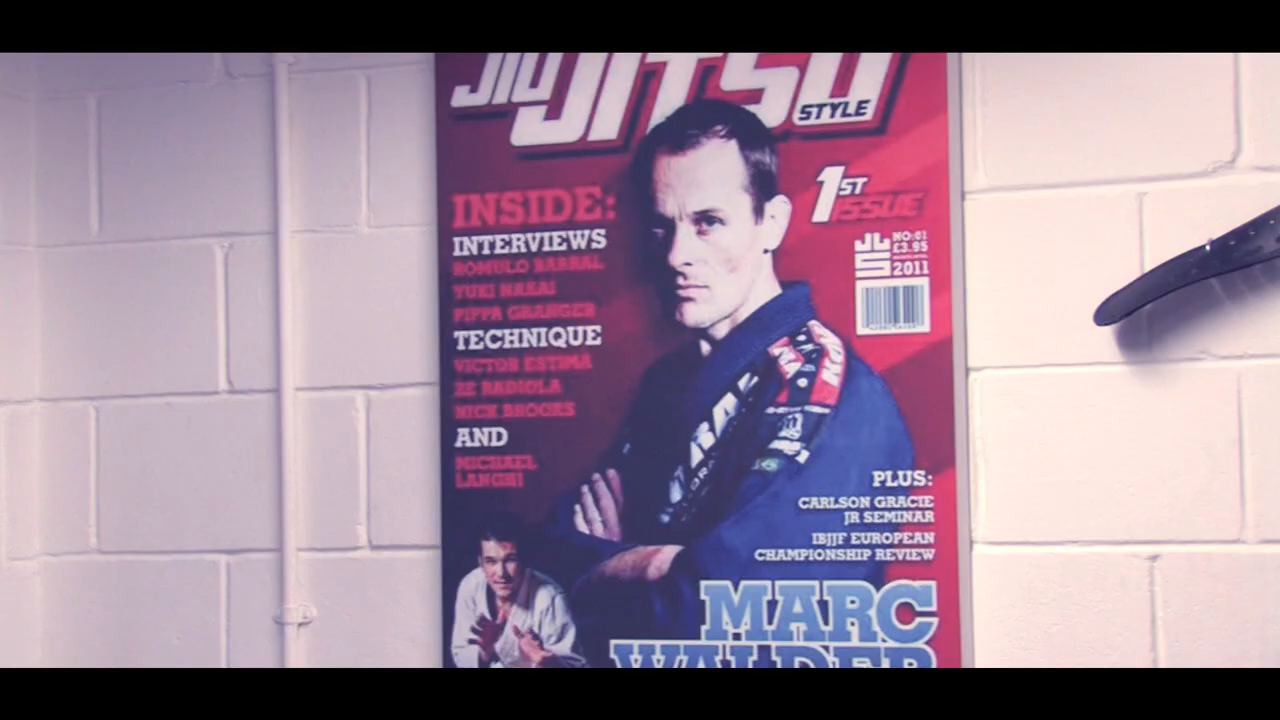 JIU
JITSU
STYLE
1ST
ISSUE
INSIDE:
INTERVIEWS
ROMULO BARRAL
YUKI NAKAI
PIPPA GRANGER
TECHNIQUE
VICTOR ESTIMA
ZE RADIOLA
NICK BROOKS
AND
MICHAEL
LANGHI
JJS
NO:01
£3.95
2011
PLUS:
CARLSON GRACIE
JR SEMINAR
IBJJF EUROPEAN
CHAMPIONSHIP REVIEW
MARC
WALDER